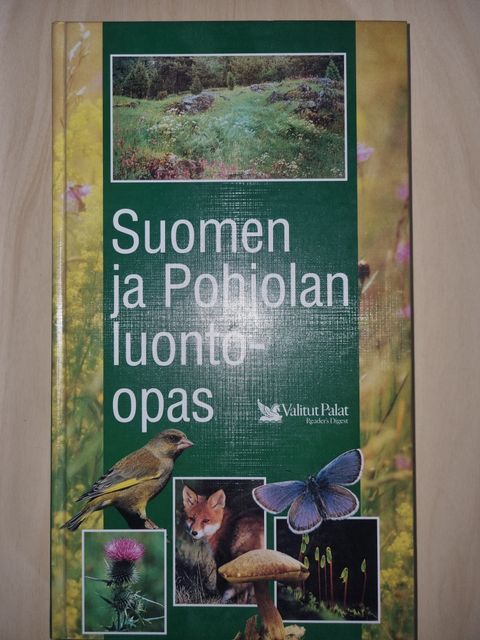 Suomen
ja Pohjolan
luonto-
opas
Valitut Palat
Reader's Digest